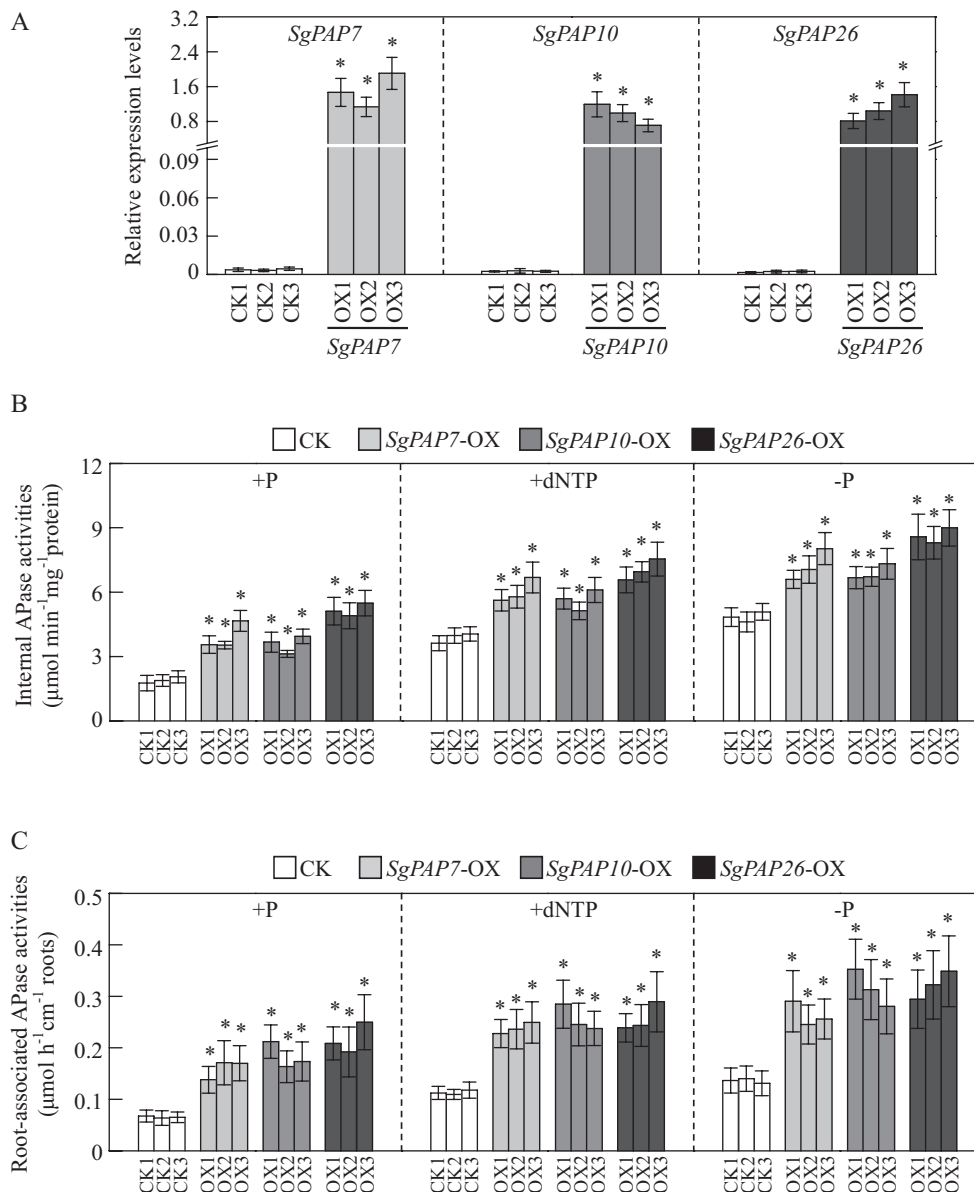 A
SgPAP7 SgPAP10 SgPAP26
Relative expression levels
3.2
2.4
1.6
0.8
0.09
0.06
0.03
0
* * * * * * * * *
CK1 CK2 CK3 OX1 OX2 OX3 CK1 CK2 CK3 OX1 OX2 OX3 CK1 CK2 CK3 OX1 OX2 OX3
SgPAP7 SgPAP10 SgPAP26
B
CK SgPAP7-OX SgPAP10-OX SgPAP26-OX
+P +dNTP -P
Internal APase activities
(μmol min⁻¹mg⁻¹protein)
12
9
6
3
0
* * * * * * * * * * * * * * * * * * * * * * * * * * *
CK1 CK2 CK3 OX1 OX2 OX3 OX1 OX2 OX3 OX1 OX2 OX3 CK1 CK2 CK3 OX1 OX2 OX3 OX1 OX2 OX3 OX1 OX2 OX3 CK1 CK2 CK3 OX1 OX2 OX3 OX1 OX2 OX3 OX1 OX2 OX3
C
CK SgPAP7-OX SgPAP10-OX SgPAP26-OX
+P +dNTP -P
Root-associated APase activities
(μmol h⁻¹cm⁻¹ roots)
0.5
0.4
0.3
0.2
0.1
0
* * * * * * * * * * * * * * * * * * * * * * * * * * *
CK1 CK2 CK3 OX1 OX2 OX3 OX1 OX2 OX3 OX1 OX2 OX3 CK1 CK2 CK3 OX1 OX2 OX3 OX1 OX2 OX3 OX1 OX2 OX3 CK1 CK2 CK3 OX1 OX2 OX3 OX1 OX2 OX3 OX1 OX2 OX3